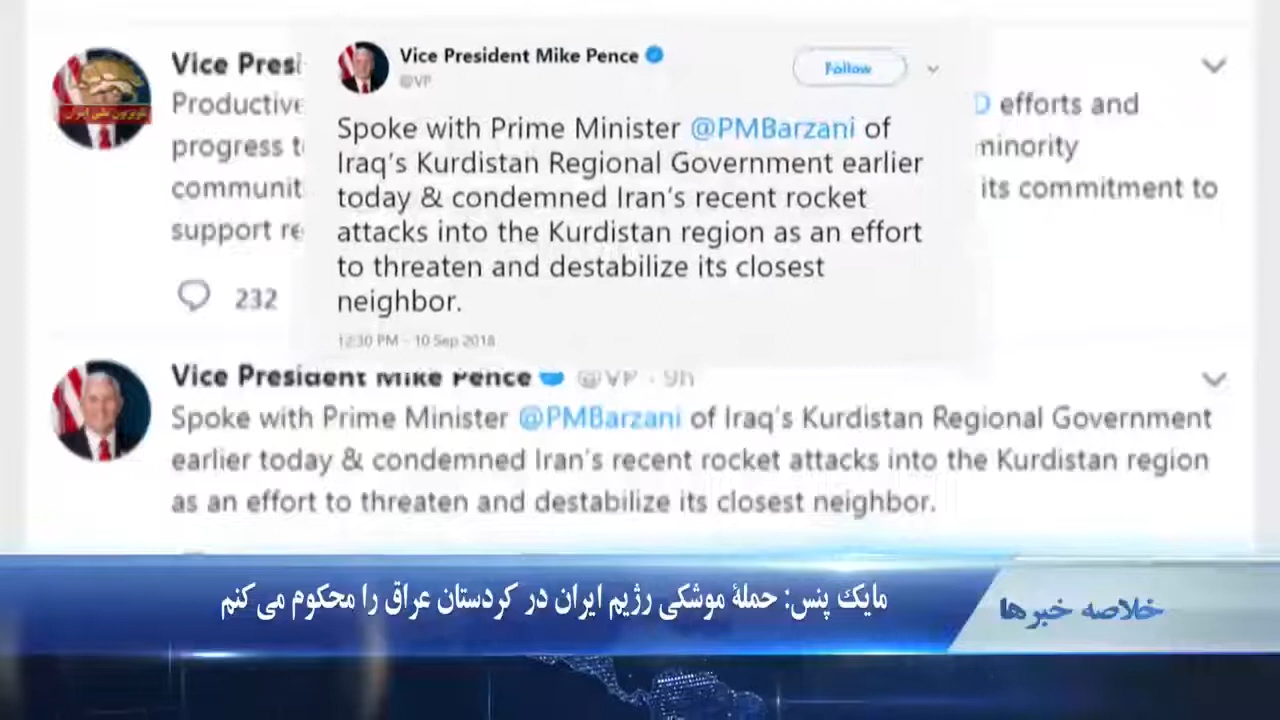 Vice President Mike Pence
@VP
Follow
Spoke with Prime Minister @PMBarzani of
Iraq's Kurdistan Regional Government earlier
today & condemned Iran's recent rocket
attacks into the Kurdistan region as an effort
to threaten and destabilize its closest
neighbor.
12:30 PM - 10 Sep 2018
Vice Presi
Productive efforts and
progress minority
communit its commitment to
support re
232
Vice President Mike Pence @VP · 9h
Spoke with Prime Minister @PMBarzani of Iraq's Kurdistan Regional Government
earlier today & condemned Iran's recent rocket attacks into the Kurdistan region
as an effort to threaten and destabilize its closest neighbor.
خلاصه خبرها
مایک پنس: حملهٔ موشکی رژیم ایران در کردستان عراق را محکوم می‌کنم